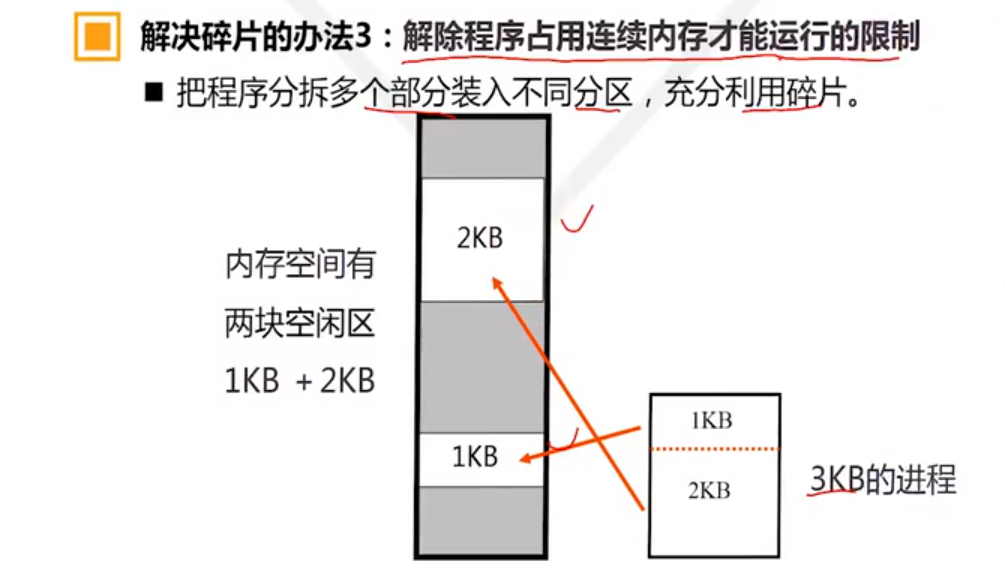 解决碎片的办法3：解除程序占用连续内存才能运行的限制
■ 把程序分拆多个部分装入不同分区，充分利用碎片。
2KB
内存空间有
两块空闲区
1KB +2KB
1KB
1KB
2KB
3KB的进程